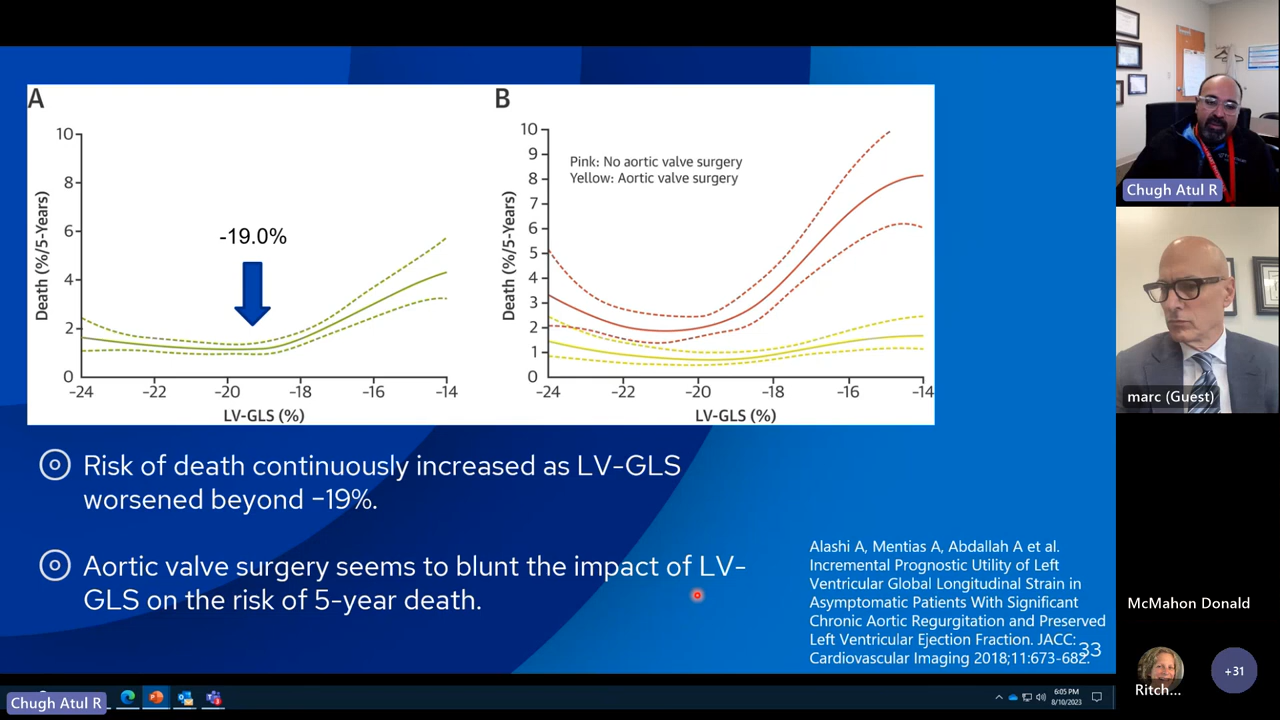 A
10
8
6
4
2
0
Death (%/5-Years)
-19.0%
-24
-22
-20
-18
-16
-14
LV-GLS (%)
B
10
9
8
7
6
5
4
3
2
1
0
Death (%/5-Years)
Pink: No aortic valve surgery
Yellow: Aortic valve surgery
-24
-22
-20
-18
-16
-14
LV-GLS (%)
Risk of death continuously increased as LV-GLS
worsened beyond -19%.
Aortic valve surgery seems to blunt the impact of LV-
GLS on the risk of 5-year death.
Alashi A, Mentias A, Abdallah A et al.
Incremental Prognostic Utility of Left
Ventricular Global Longitudinal Strain in
Asymptomatic Patients With Significant
Chronic Aortic Regurgitation and Preserved
Left Ventricular Ejection Fraction. JACC:
Cardiovascular Imaging 2018;11:673-682.
33
Chugh Atul R
marc (Guest)
McMahon Donald
Ritch...
+31
Chugh Atul R
6:05 PM
8/10/2023